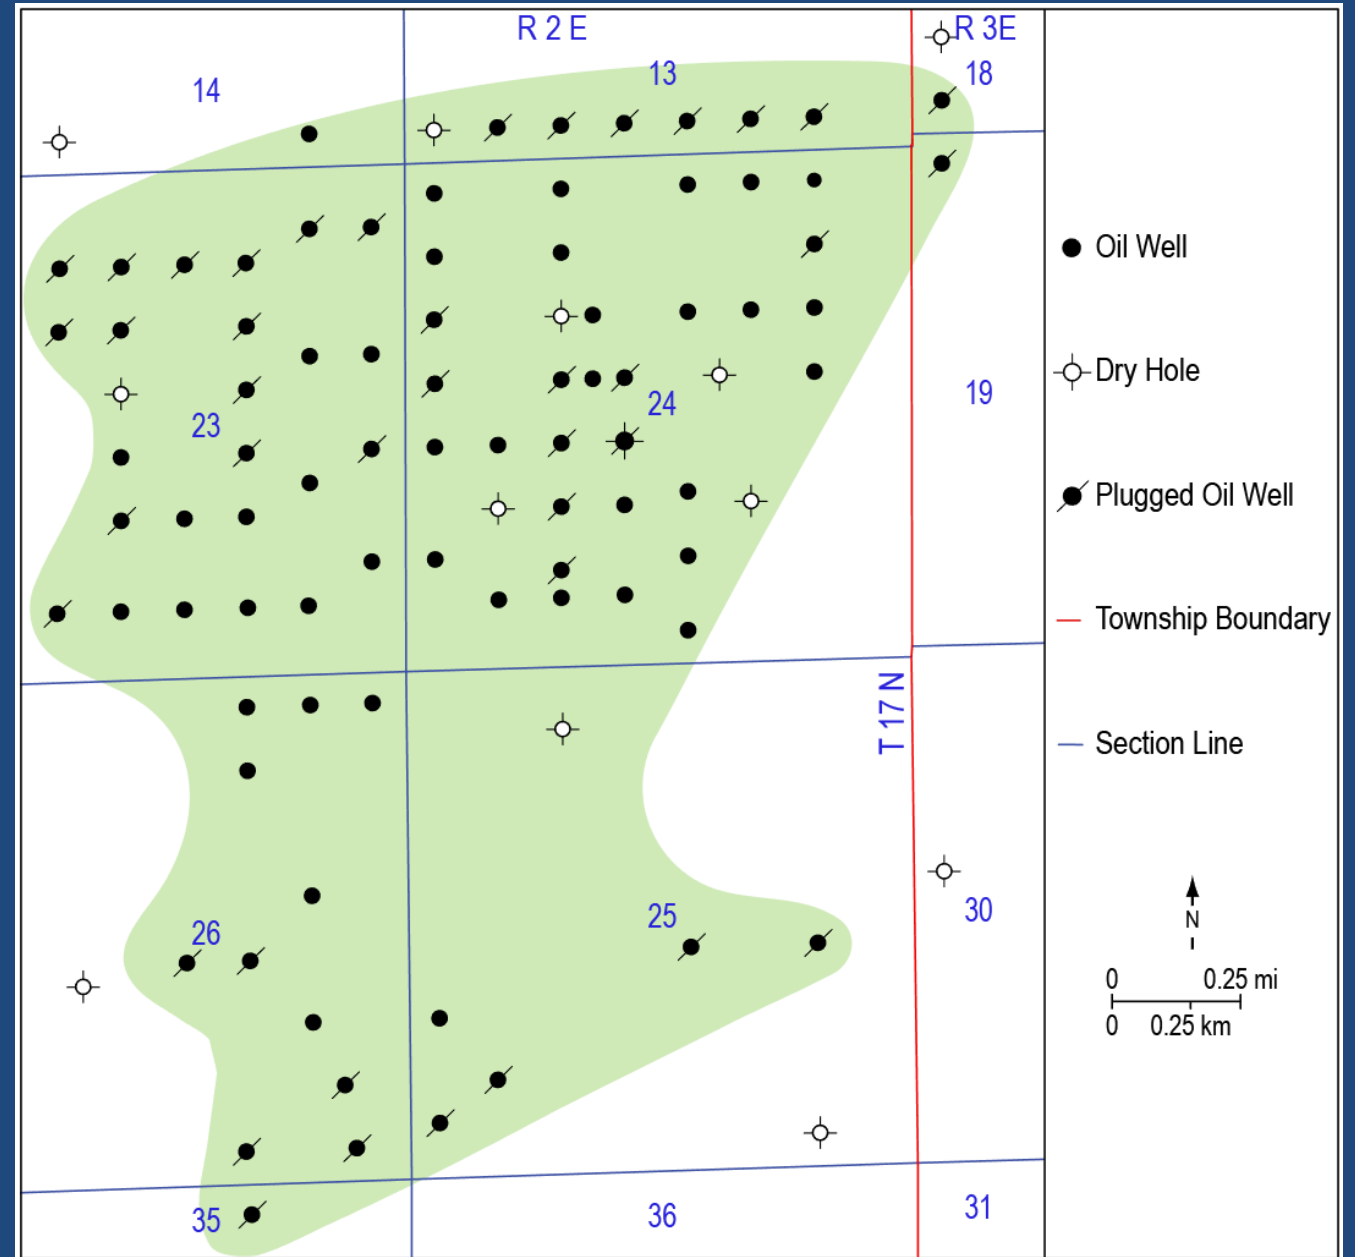 R 2 E
R 3E
14
13
18
23
24
19
T 17 N
26
25
30
35
36
31
Oil Well
Dry Hole
Plugged Oil Well
Township Boundary
Section Line
N
0 0.25 mi
0 0.25 km